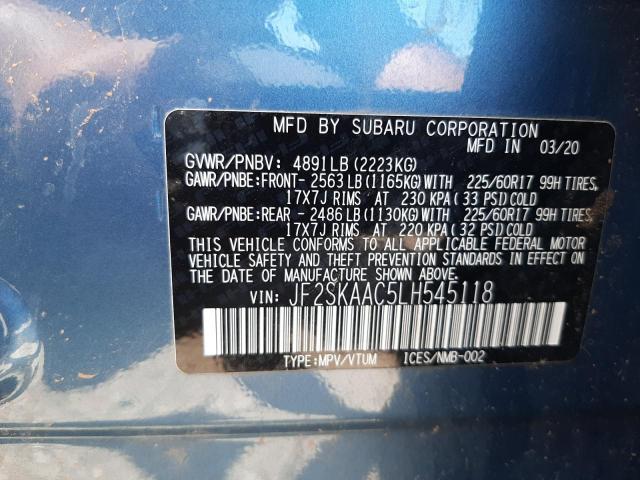 MFD BY SUBARU CORPORATION
MFD IN 03/20
GVWR/PNBV: 4891LB (2223KG)
GAWR/PNBE:FRONT- 2563LB (1165KG)WITH 225/60R17 99H TIRES,
17X7J RIMS AT 230 KPA (33 PSI)COLD
GAWR/PNBE:REAR - 2486LB (1130KG)WITH 225/60R17 99H TIRES,
17X7J RIMS AT 220 KPA (32 PSI)COLD
THIS VEHICLE CONFORMS TO ALL APPLICABLE FEDERAL MOTOR
VEHICLE SAFETY AND THEFT PREVENTION STANDARDS IN EFFECT
ON THE DATE OF MANUFACTURE SHOWN ABOVE.
VIN: JF2SKAAC5LH545118
TYPE:MPV/VTUM ICES/NMB-002